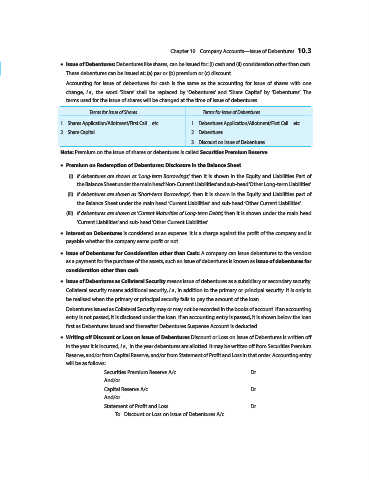 Chapter 10 Company Accounts—Issue of Debentures 10.3
• Issue of Debentures: Debentures like shares, can be issued for: (i) cash and (ii) consideration other than cash
These debentures can be issued at: (a) par or (b) premium or (c) discount
Accounting for issue of debentures for cash is the same as the accounting for issue of shares with one
change, i e , the word 'Share' shall be replaced by 'Debentures' and 'Share Capital' by 'Debentures' The
terms used for the issue of shares will be changed at the time of issue of debentures
Terms for Issue of Shares Terms for Issue of Debentures
1 Shares Application/Allotment/First Call etc 1 Debentures Application/Allotment/First Call etc
2 Share Capital 2 Debentures
3 Discount on Issue of Debentures
Note: Premium on the issue of shares or debentures is called Securities Premium Reserve
• Premium on Redemption of Debentures: Disclosure in the Balance Sheet
(i) If debentures are shown as 'Long-term Borrowings', then it is shown in the Equity and Liabilities Part of
the Balance Sheet under the main head 'Non-Current Liabilities' and sub-head 'Other Long-term Liabilities'
(ii) If debentures are shown as 'Short-term Borrowings', then it is shown in the Equity and Liabilities part of
the Balance Sheet under the main head 'Current Liabilities' and sub-head 'Other Current Liabilities'
(iii) If debentures are shown as 'Current Maturities of Long-term Debts', then it is shown under the main head
'Current Liabilities' and sub-head 'Other Current Liabilities'
• Interest on Debentures is considered as an expense It is a charge against the profit of the company and is
payable whether the company earns profit or not
• Issue of Debentures for Consideration other than Cash: A company can issue debentures to the vendors
as a payment for the purchase of the assets, such an issue of debentures is known as issue of debentures for
consideration other than cash
• Issue of Debentures as Collateral Security means issue of debentures as a subsidiary or secondary security
Collateral security means additional security, i e , in addition to the primary or principal security It is only to
be realised when the primary or principal security fails to pay the amount of the loan
Debentures issued as Collateral Security may or may not be recorded in the books of account If an accounting
entry is not passed, it is disclosed under the loan If an accounting entry is passed, it is shown below the loan
first as Debentures issued and thereafter Debentures Suspense Account is deducted
• Writing off Discount or Loss on Issue of Debentures: Discount or Loss on Issue of Debentures is written off
in the year it is incurred, i e , in the year debentures are allotted It may be written off from Securities Premium
Reserve, and/or from Capital Reserve, and/or from Statement of Profit and Loss in that order Accounting entry
will be as follows:
Securities Premium Reserve A/c Dr
And/or
Capital Reserve A/c Dr
And/or
Statement of Profit and Loss Dr
To Discount or Loss on Issue of Debentures A/c